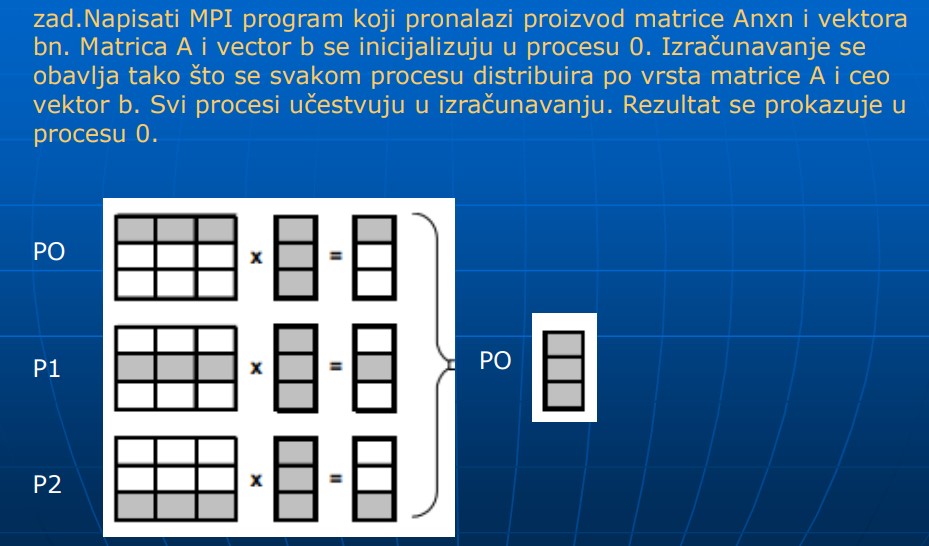 zad.Napisati MPI program koji pronalazi proizvod matrice Anxn i vektora
bn. Matrica A i vector b se inicijalizuju u procesu 0. Izračunavanje se
obavlja tako što se svakom procesu distribuira po vrsta matrice A i ceo
vektor b. Svi procesi učestvuju u izračunavanju. Rezultat se prokazuje u
procesu 0.
PO
x =
P1
x =
PO
P2
x =